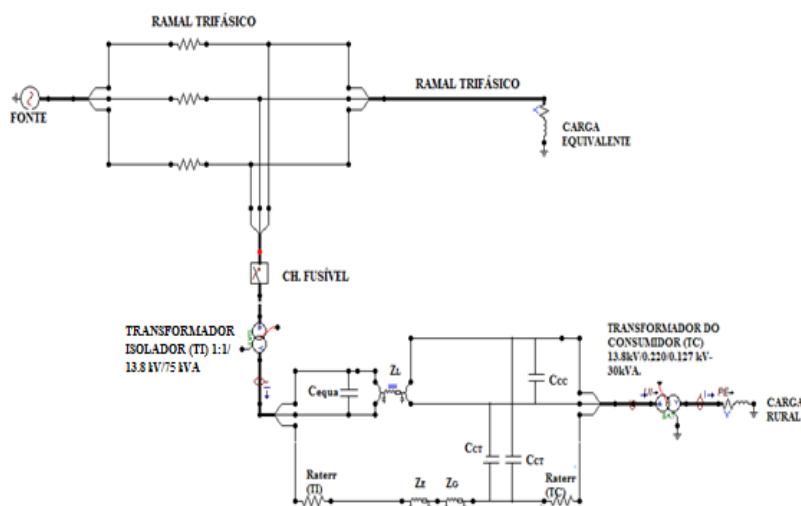 RAMAL TRIFÁSICO
RAMAL TRIFÁSICO
FONTE
CARGA
EQUIVALENTE
CH. FUSÍVEL
TRANSFORMADOR
ISOLADOR (TI) 1:1/
13.8 kV/75 kVA
TRANSFORMADOR DO
CONSUMIDOR (TC)
13.8kV/0.220/0.127 kV-
30kVA.
ZL
Cequa
CCC
CCT
CCT
CARGA
RURAL
Raterr
(TI)
ZE
ZG
Raterr
(TC)